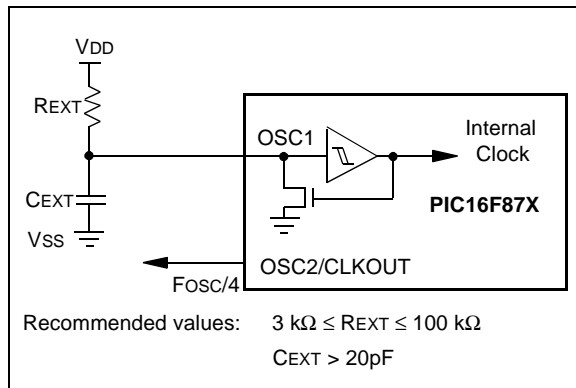 VDD
REXT
OSC1
Internal
Clock
CEXT
PIC16F87X
VSS
OSC2/CLKOUT
FOSC/4
Recommended values: 3 kΩ ≤ REXT ≤ 100 kΩ
CEXT > 20pF